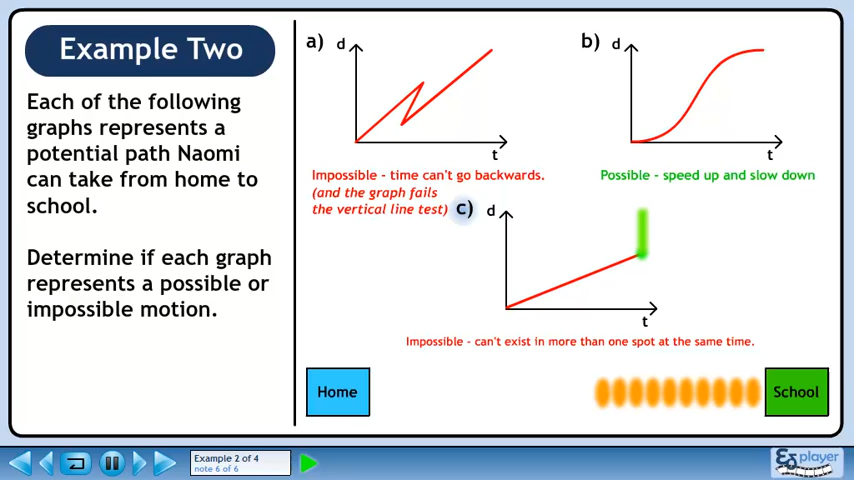 Example Two
Each of the following
graphs represents a
potential path Naomi
can take from home to
school.
Determine if each graph
represents a possible or
impossible motion.
a)
d
t
Impossible - time can't go backwards.
(and the graph fails
the vertical line test)
b)
d
t
Possible - speed up and slow down
c)
d
t
Impossible - can't exist in more than one spot at the same time.
Home
School
Example 2 of 4
note 6 of 6
player